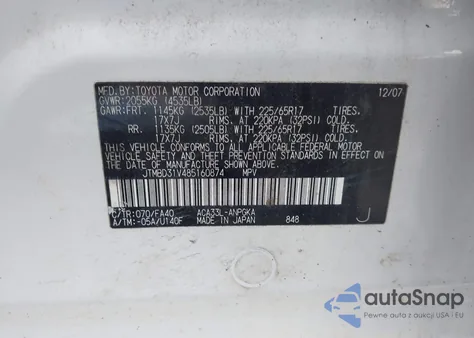 MFD.BY:TOYOTA MOTOR CORPORATION 12/07
GVWR:2055KG (4535LB)
GAWR:FRT. 1145KG (2535LB) WITH 225/65R17 TIRES.
17X7J RIMS. AT 220KPA (32PSI) COLD.
RR. 1135KG (2505LB) WITH 225/65R17 TIRES.
17X7J RIMS. AT 220KPA (32PSI) COLD.
THIS VEHICLE CONFORMS TO ALL APPLICABLE FEDERAL MOTOR
VEHICLE SAFETY STANDARDS IN EFFECT ON THE DATE OF
MANUFACTURE SHOWN ABOVE.
JTMBD31V485160874 MPV
C/TR:070/FA40 ACA33L-ANPGKA J
A/TM:-05A/U140F MADE IN JAPAN 848
autoSnap
Pewne auta z aukcji USA i EU